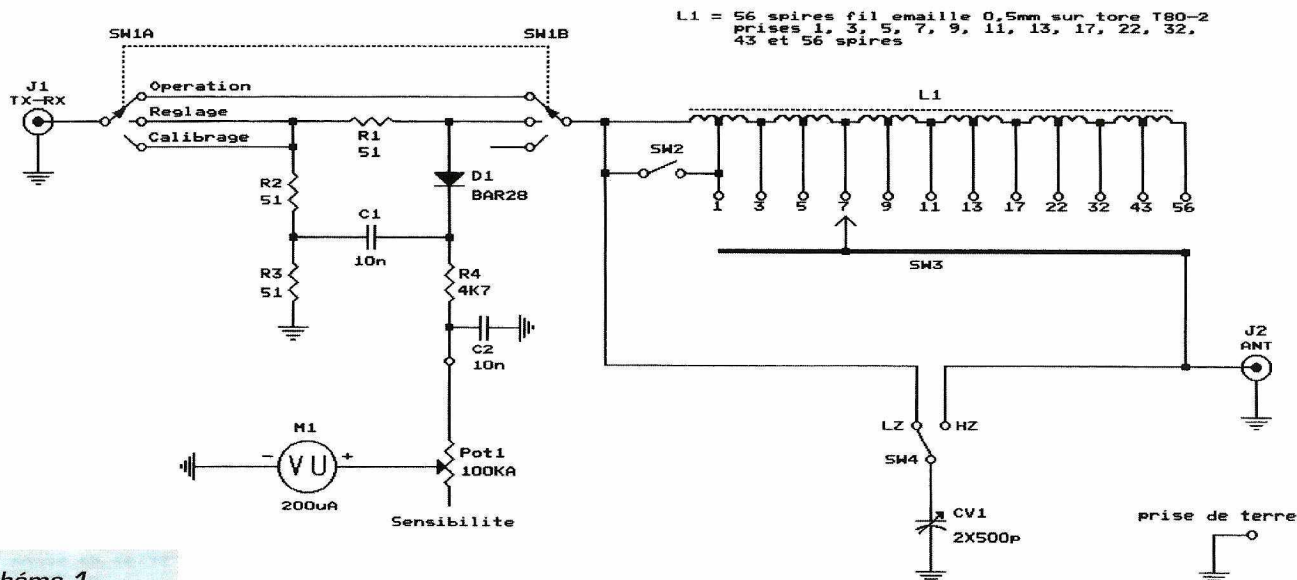 L1 = 56 spires fil emaille 0,5mm sur tore T80-2
prises 1, 3, 5, 7, 9, 11, 13, 17, 22, 32,
43 et 56 spires
SW1A
SW1B
J1
TX-RX
Operation
Reglage
Calibrage
L1
R1
51
SW2
D1
BAR28
R2
51
C1
10n
1 3 5 7 9 11 13 17 22 32 43 56
SW3
R3
51
R4
4K7
C2
10n
J2
ANT
LZ
HZ
SW4
M1
- VU +
200uA
Pot1
100KA
Sensibilite
CV1
2X500p
prise de terre